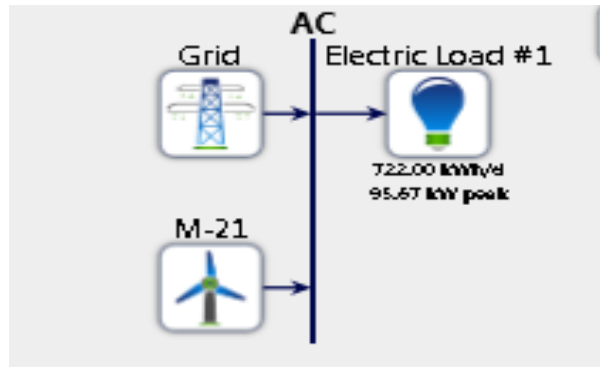 AC
Grid
Electric Load #1
722.00 kWh/d
95.67 kW peak
M-21